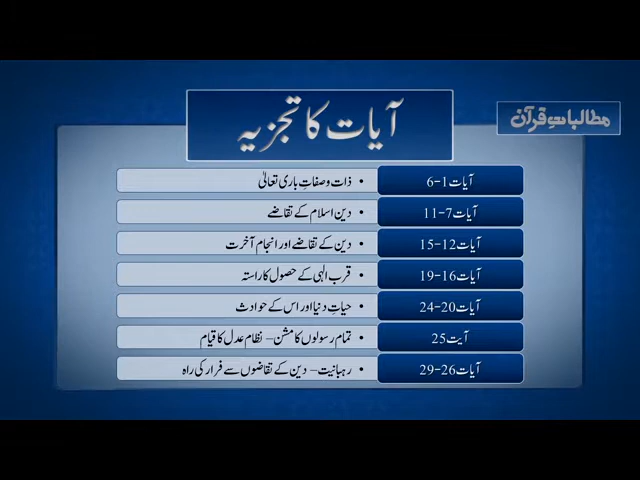 مطالباتِ قرآن
آیات کا تجزیہ
آیات 1-6 • ذات وصفاتِ باری تعالیٰ
آیات 7-11 • دین اسلام کے تقاضے
آیات 12-15 • دین کے تقاضے اور انجام آخرت
آیات 16-19 • قرب الٰہی کے حصول کا راستہ
آیات 20-24 • حیاتِ دنیا اور اس کے حوادث
آیت 25 • تمام رسولوں کا مشن – نظام عدل کا قیام
آیات 26-29 • رہبانیت – دین کے تقاضوں سے فرار کی راہ